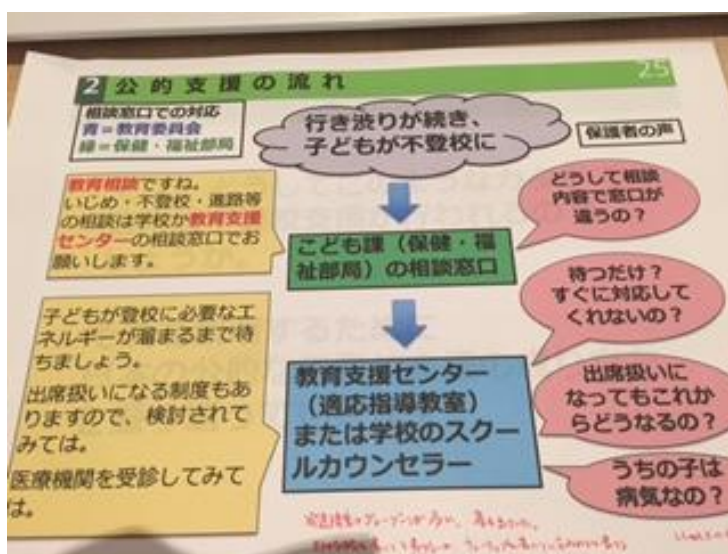 2 公的支援の流れ
25
相談窓口での対応
青=教育委員会
緑=保健・福祉部局
行き渋りが続き、
子どもが不登校に
保護者の声
教育相談ですね。
いじめ・不登校・進路等
の相談は学校か教育支援
センターの相談窓口でお
願いします。
こども課(保健・福
祉部局)の相談窓口
どうして相談
内容で窓口が
違うの?
子どもが登校に必要なエ
ネルギーが溜まるまで待
ちましょう。
出席扱いになる制度もあ
りますので、検討されて
みては。
医療機関を受診してみて
は。
教育支援センター
(適応指導教室)
または学校のスクー
ルカウンセラー
待つだけ?
すぐに対応して
くれないの?
出席扱いに
なってもこれか
らどうなるの?
うちの子は
病気なの?